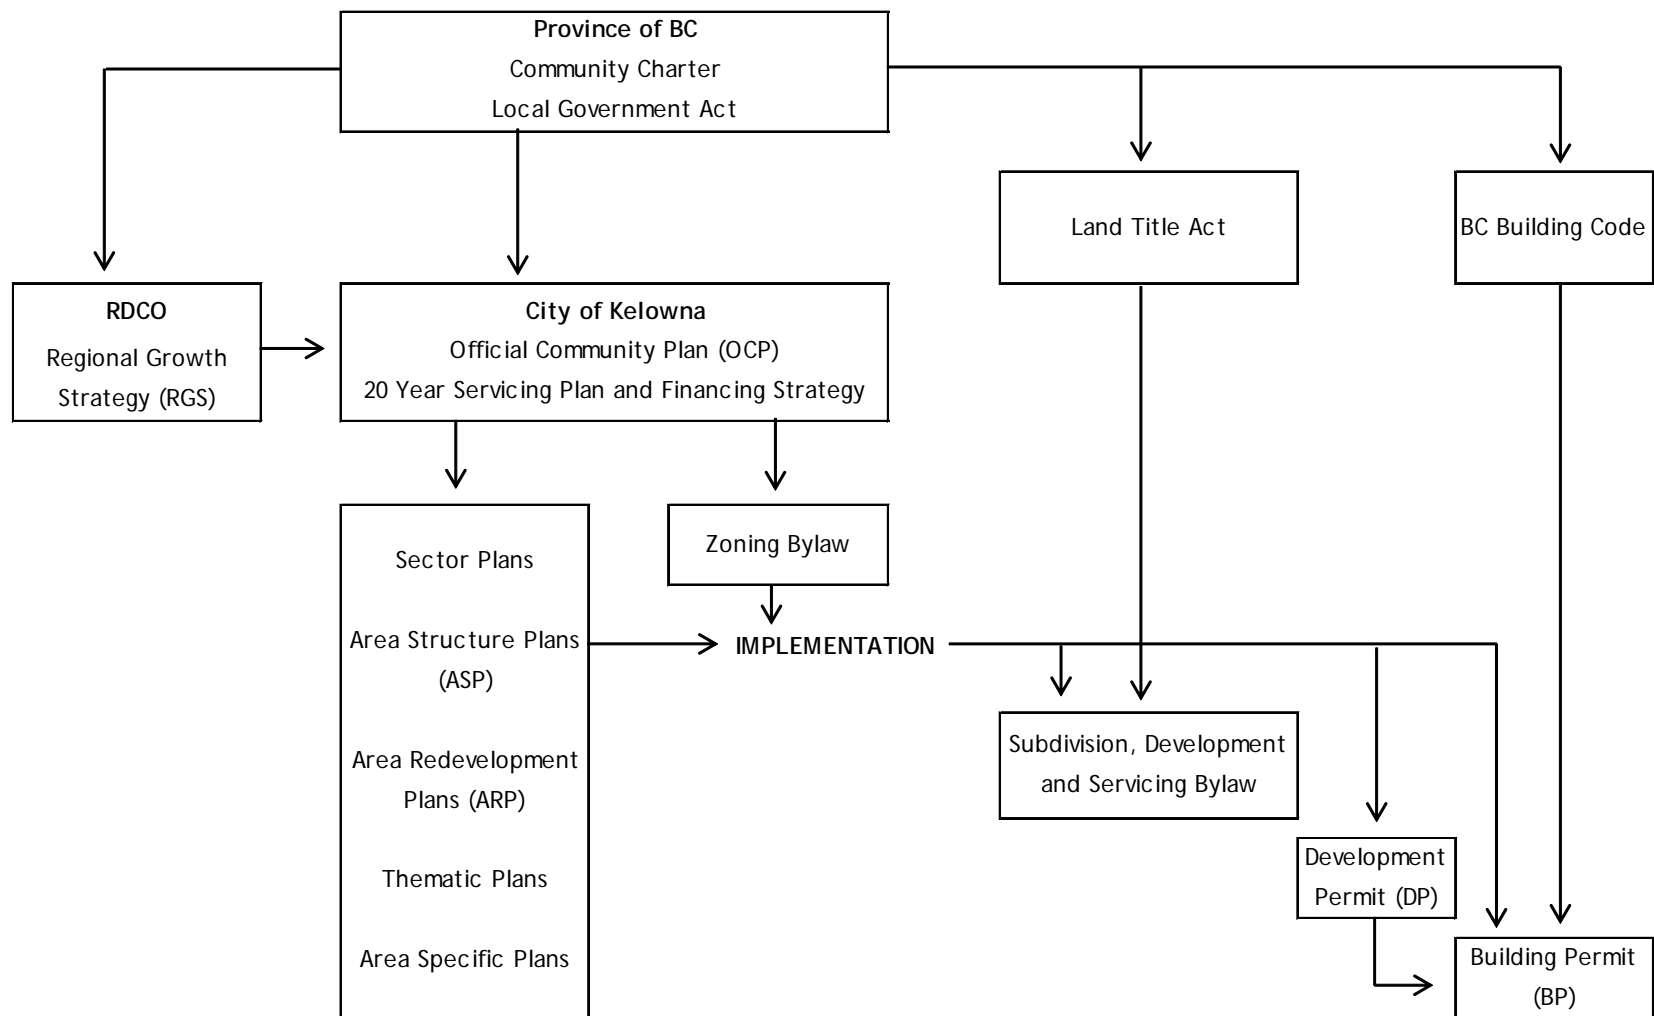 Province of BC
Community Charter
Local Government Act
Land Title Act
BC Building Code
RDCO
Regional Growth
Strategy (RGS)
City of Kelowna
Official Community Plan (OCP)
20 Year Servicing Plan and Financing Strategy
Sector Plans
Area Structure Plans
(ASP)
Area Redevelopment
Plans (ARP)
Thematic Plans
Area Specific Plans
Zoning Bylaw
IMPLEMENTATION
Subdivision, Development
and Servicing Bylaw
Development
Permit (DP)
Building Permit
(BP)